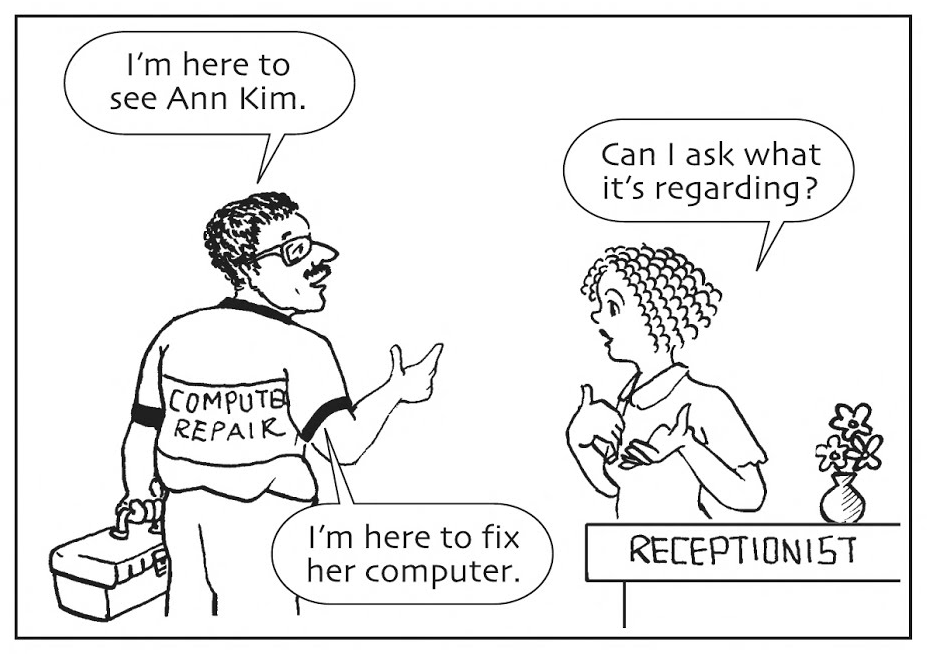 I'm here to
see Ann Kim.
Can I ask what
it's regarding?
COMPUTE
REPAIR
I'm here to fix
her computer.
RECEPTIONIST